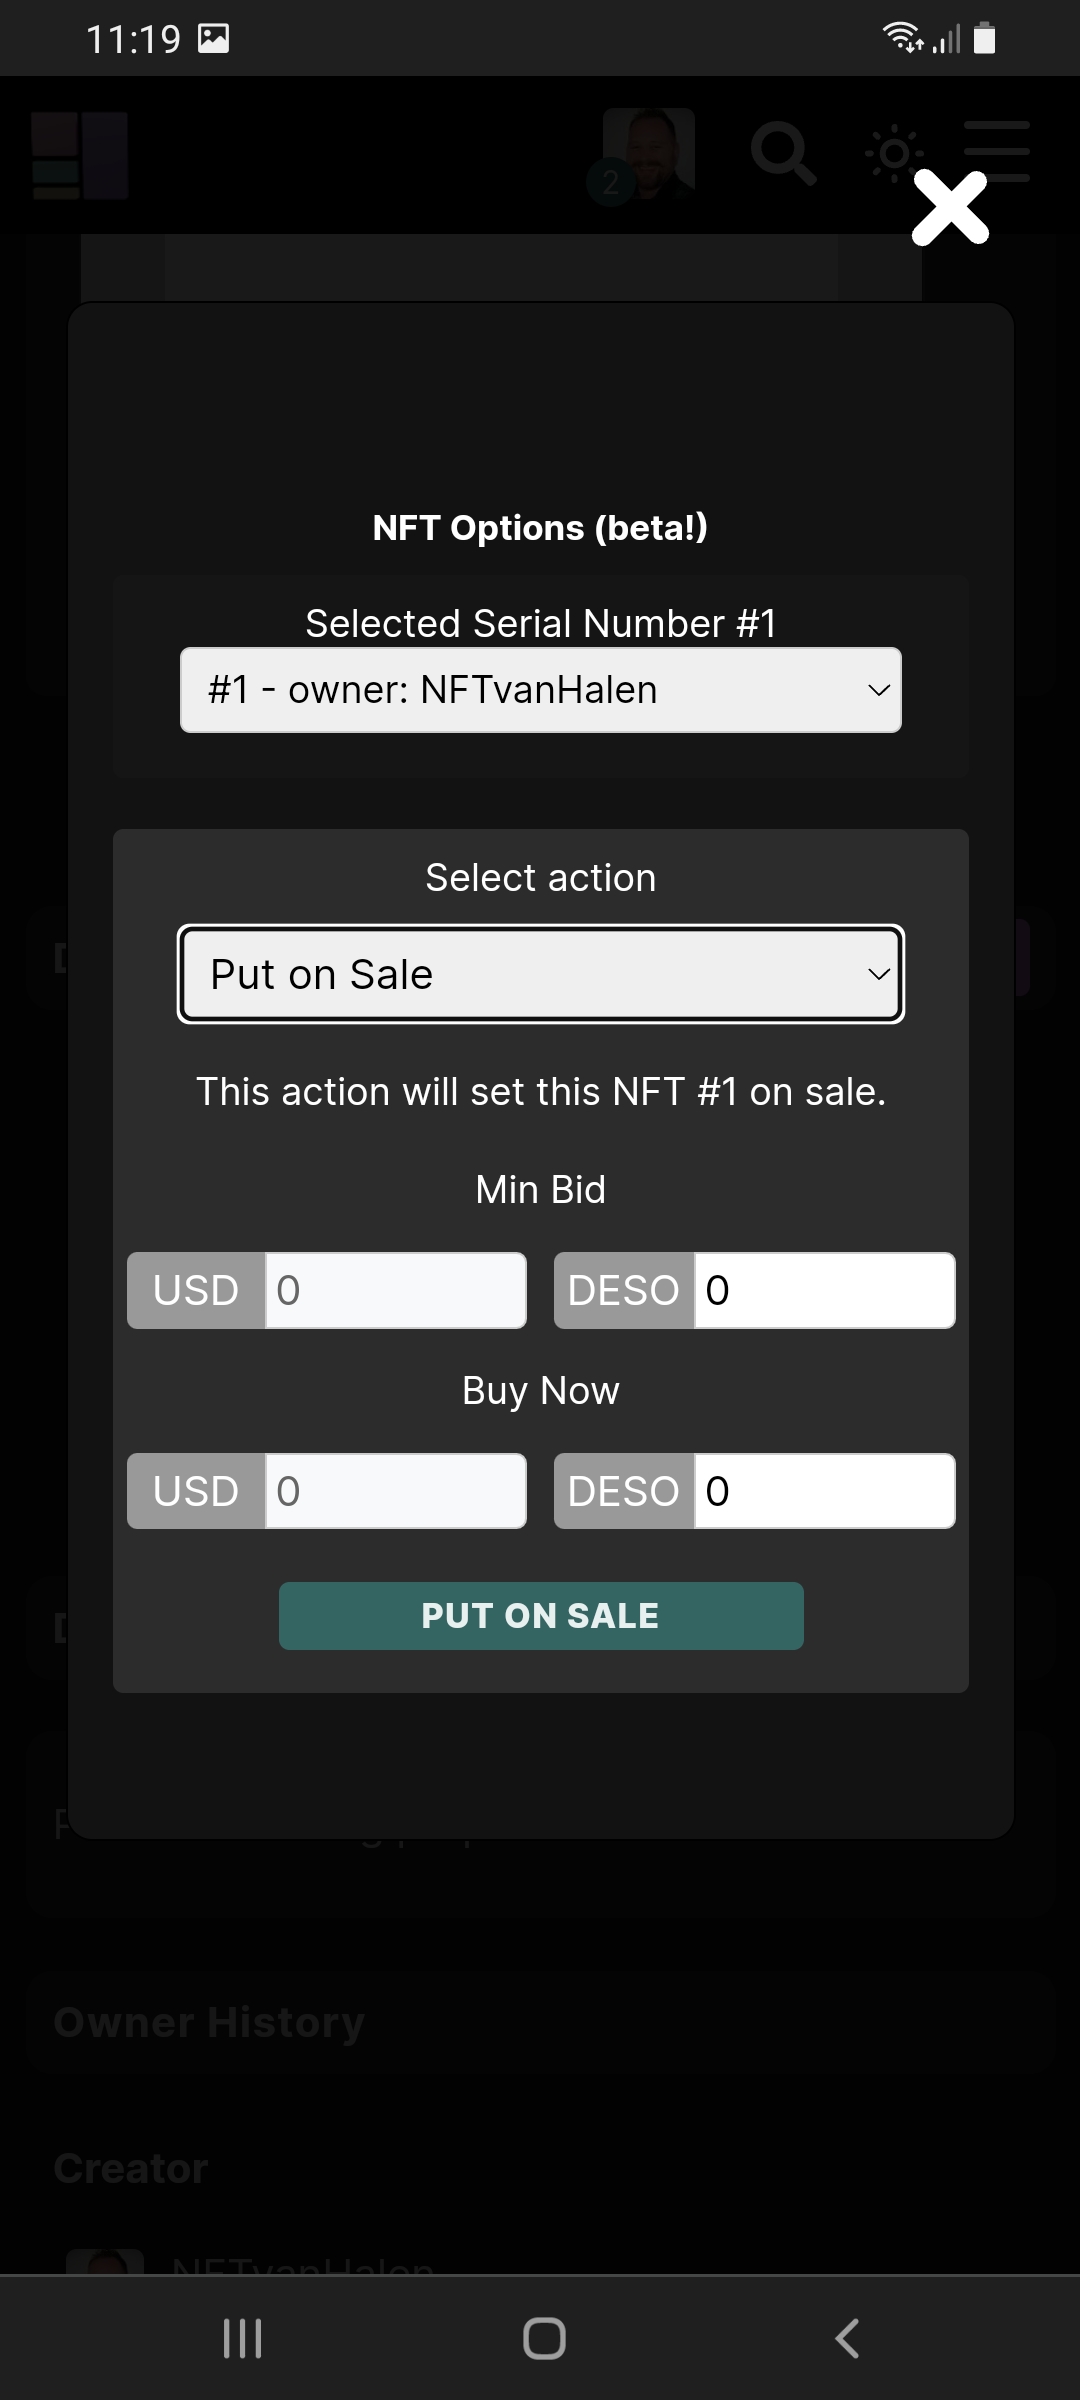 11:19
2
NFT Options (beta!)
Selected Serial Number #1
#1 - owner: NFTvanHalen
Select action
Put on Sale
This action will set this NFT #1 on sale.
Min Bid
USD 0 DESO 0
Buy Now
USD 0 DESO 0
PUT ON SALE
Owner History
Creator
NFTvanHalen